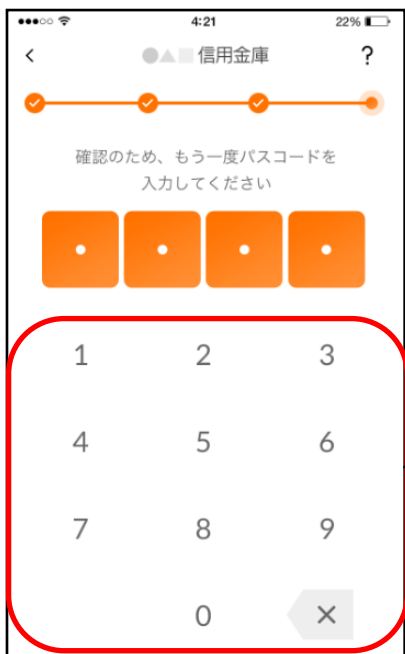 4:21 22%
●▲■ 信用金庫 ?
確認のため、もう一度パスコードを
入力してください
1 2 3
4 5 6
7 8 9
0